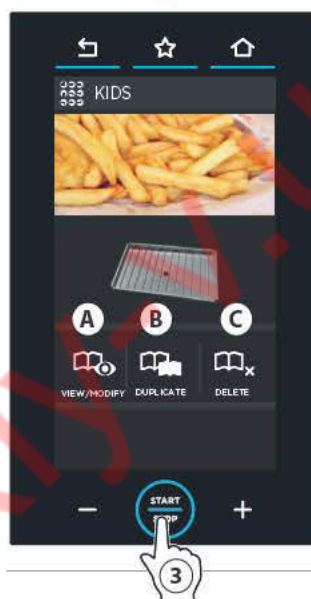 KIDS
A B C
VIEW/MODIFY DUPLICATE DELETE
− START +
STOP
3